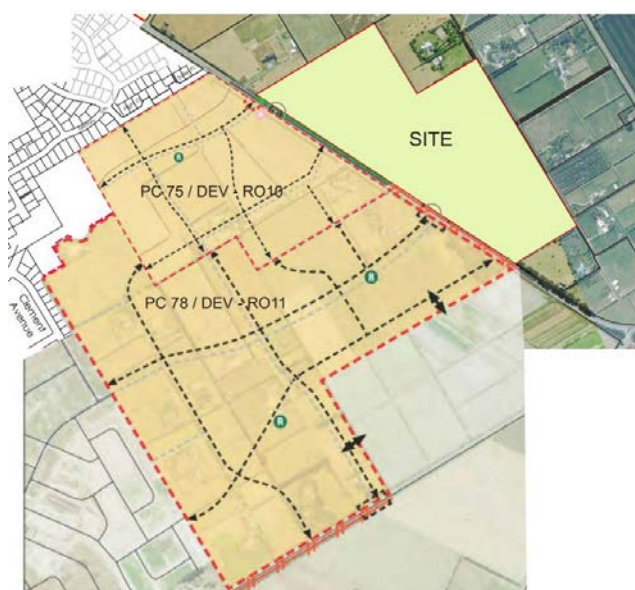 SITE
R
PC 75 / DEV - RO10
R
PC 78 / DEV - RO11
Clement
Avenue
R